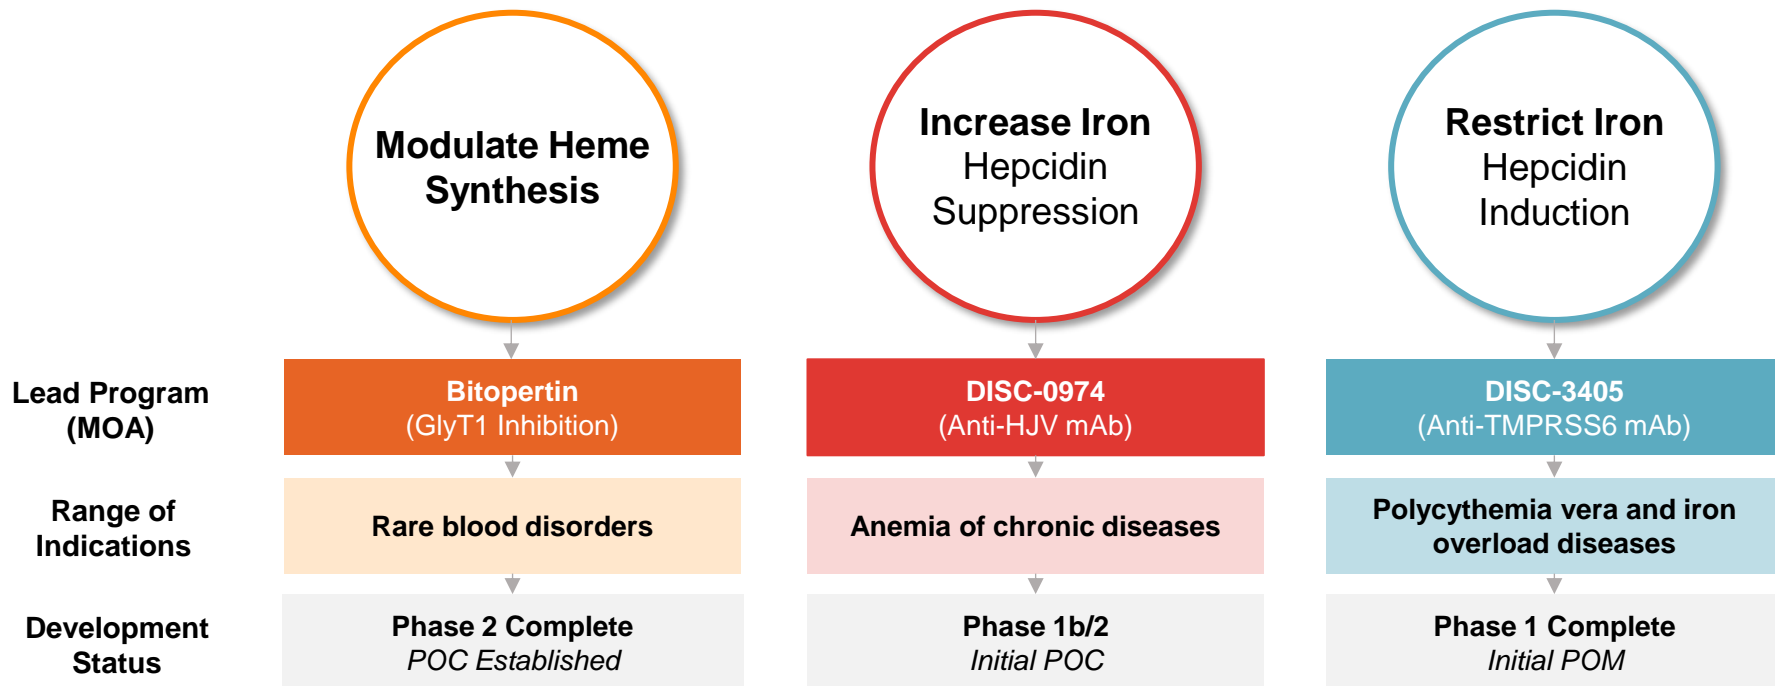 Modulate Heme
Synthesis
Increase Iron
Hepcidin
Suppression
Restrict Iron
Hepcidin
Induction
Lead Program
(MOA)
Bitopertin
(GlyT1 Inhibition)
DISC-0974
(Anti-HJV mAb)
DISC-3405
(Anti-TMPRSS6 mAb)
Range of
Indications
Rare blood disorders
Anemia of chronic diseases
Polycythemia vera and iron
overload diseases
Development
Status
Phase 2 Complete
POC Established
Phase 1b/2
Initial POC
Phase 1 Complete
Initial POM